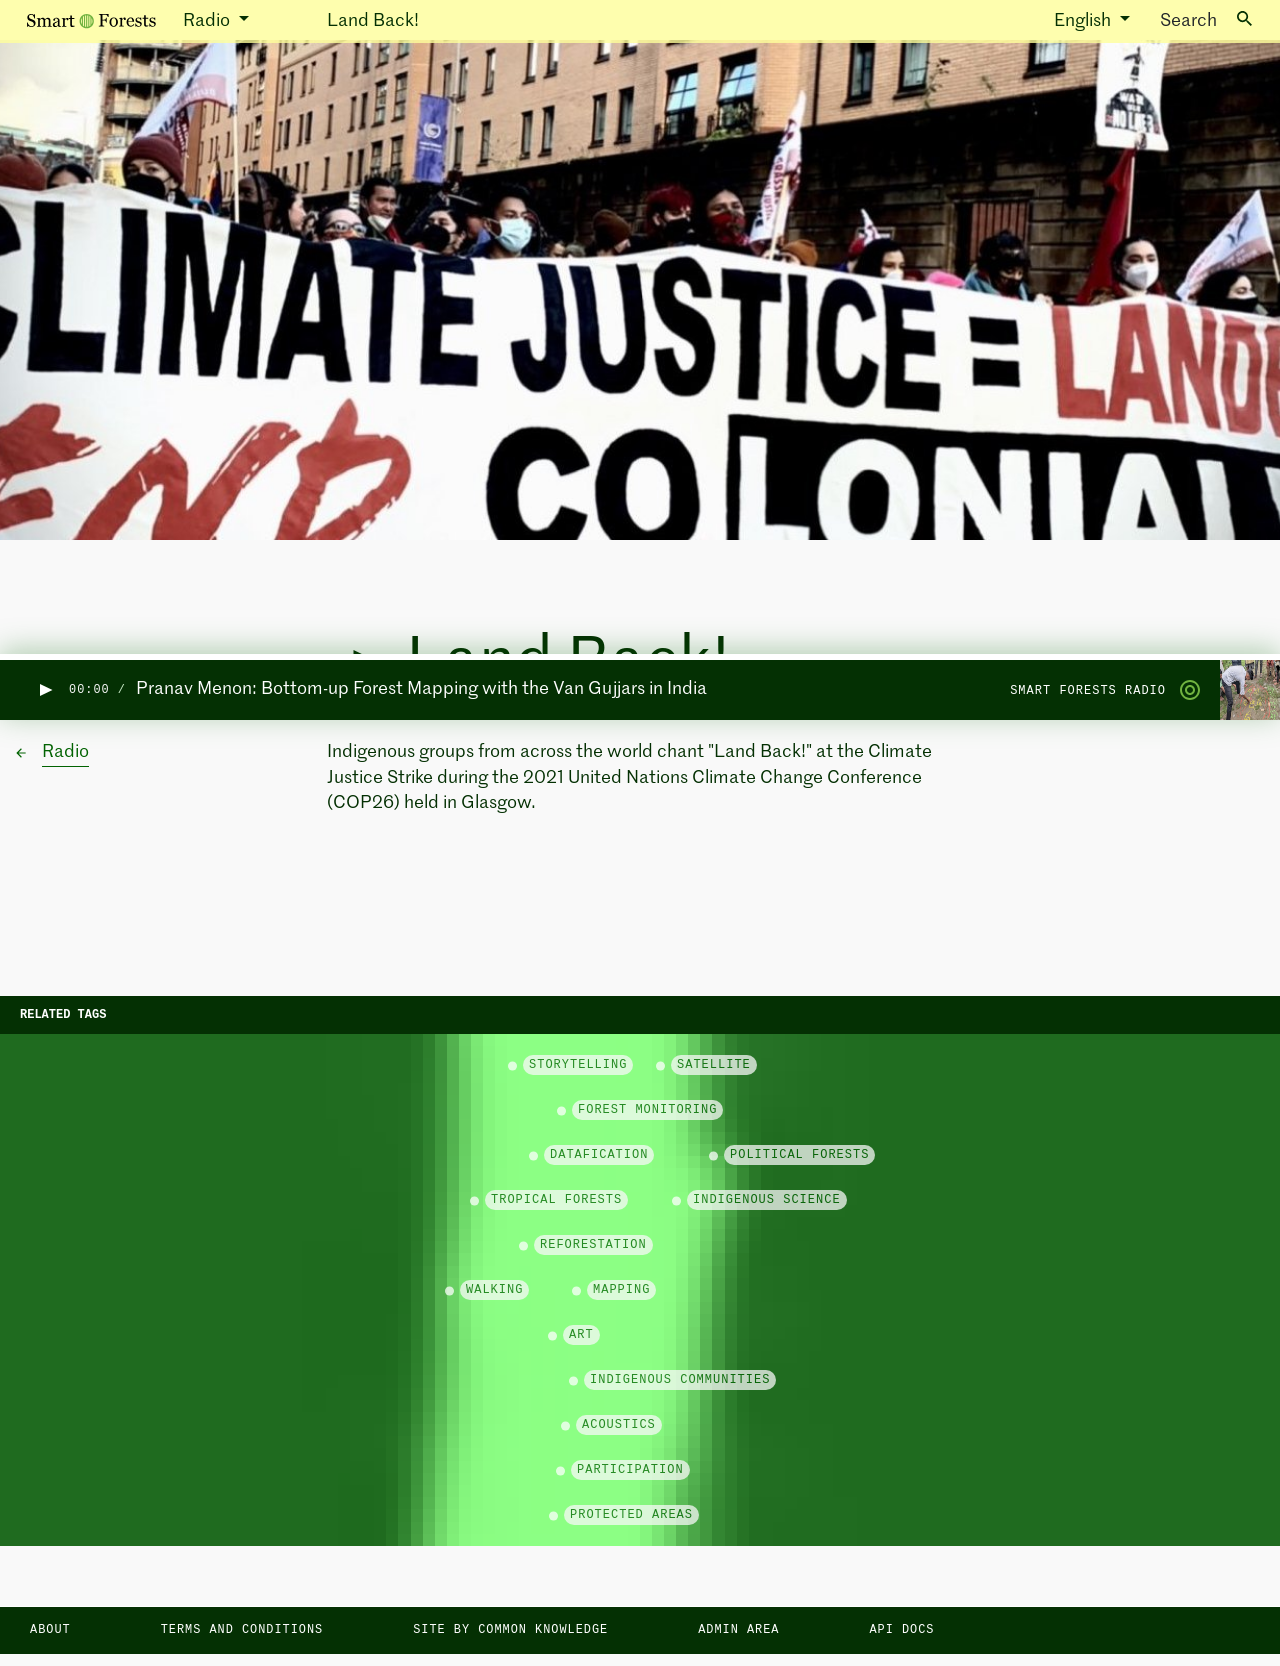 Smart Forests
Radio
Land Back!
English
Search
WATER
NO LIFE
CLIMATE JUSTICE = LAND
END COLONIAL
Land Back!
00:00 / Pranav Menon: Bottom-up Forest Mapping with the Van Gujjars in India
SMART FORESTS RADIO
Radio
Indigenous groups from across the world chant "Land Back!" at the Climate
Justice Strike during the 2021 United Nations Climate Change Conference
(COP26) held in Glasgow.
RELATED TAGS
STORYTELLING
SATELLITE
FOREST MONITORING
DATAFICATION
POLITICAL FORESTS
TROPICAL FORESTS
INDIGENOUS SCIENCE
REFORESTATION
WALKING
MAPPING
ART
INDIGENOUS COMMUNITIES
ACOUSTICS
PARTICIPATION
PROTECTED AREAS
ABOUT
TERMS AND CONDITIONS
SITE BY COMMON KNOWLEDGE
ADMIN AREA
API DOCS